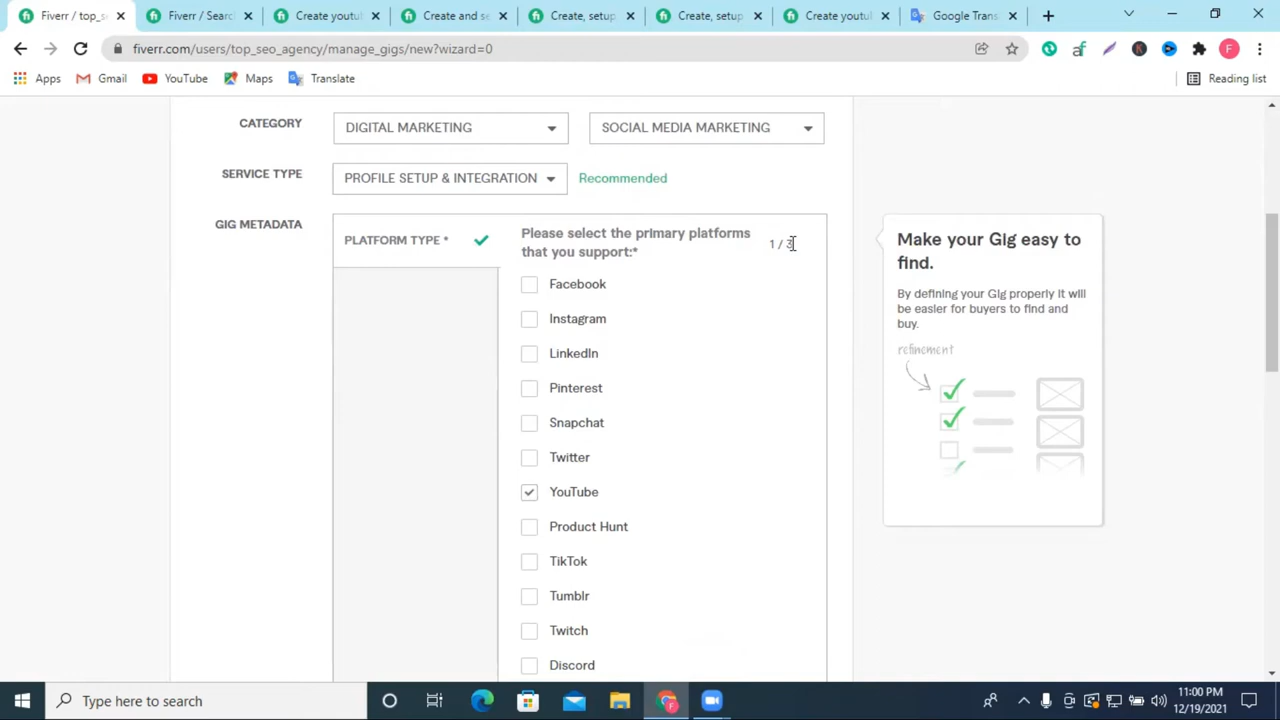 Fiverr / top_s
Fiverr / Search
Create youtub
Create and se
Create, setup
Create, setup
Create youtub
Google Trans
fiverr.com/users/top_seo_agency/manage_gigs/new?wizard=0
F
Apps
Gmail
YouTube
Maps
Translate
Reading list
CATEGORY
DIGITAL MARKETING
SOCIAL MEDIA MARKETING
SERVICE TYPE
PROFILE SETUP & INTEGRATION
Recommended
GIG METADATA
PLATFORM TYPE *
Please select the primary platforms
that you support:*
1 / 3
Facebook
Instagram
LinkedIn
Pinterest
Snapchat
Twitter
YouTube
Product Hunt
TikTok
Tumblr
Twitch
Discord
Make your Gig easy to
find.
By defining your Gig properly it will
be easier for buyers to find and
buy.
refinement
Type here to search
11:00 PM
12/19/2021